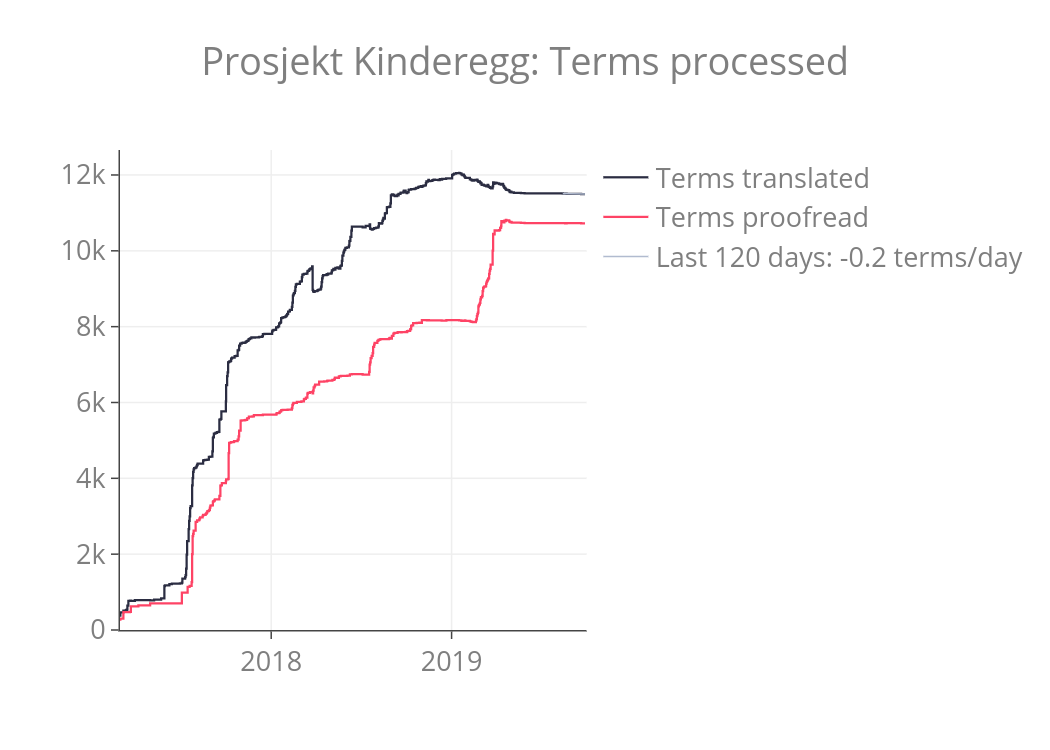 Prosjekt Kinderegg: Terms processed
12k
10k
8k
6k
4k
2k
0
2018
2019
Terms translated
Terms proofread
Last 120 days: -0.2 terms/day